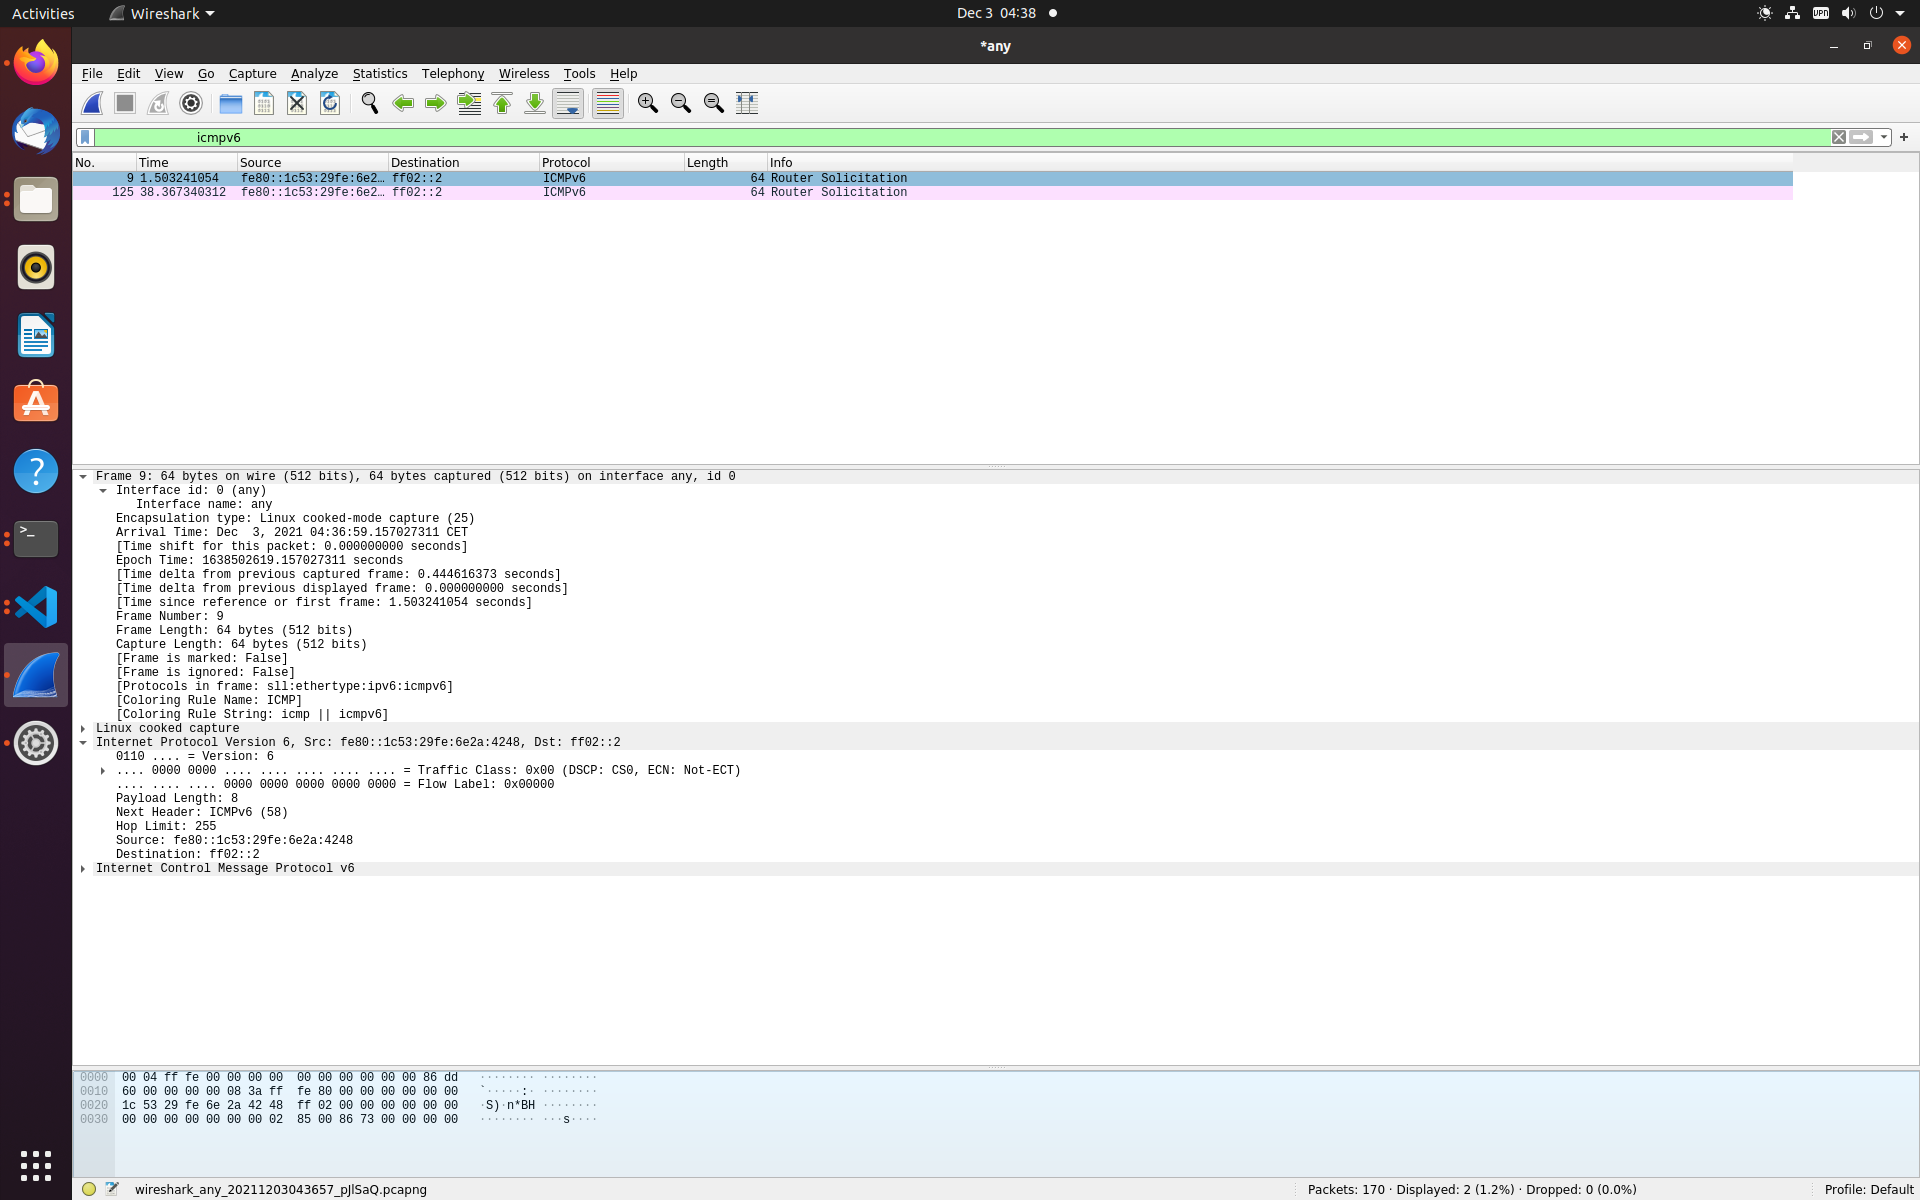 Activities Wireshark Dec 3 04:38 VPN
*any
File Edit View Go Capture Analyze Statistics Telephony Wireless Tools Help
icmpv6 +
No. Time Source Destination Protocol Length Info
9 1.503241054 fe80::1c53:29fe:6e2… ff02::2 ICMPv6 64 Router Solicitation
125 38.367340312 fe80::1c53:29fe:6e2… ff02::2 ICMPv6 64 Router Solicitation
Frame 9: 64 bytes on wire (512 bits), 64 bytes captured (512 bits) on interface any, id 0
Interface id: 0 (any)
Interface name: any
Encapsulation type: Linux cooked-mode capture (25)
Arrival Time: Dec  3, 2021 04:36:59.157027311 CET
[Time shift for this packet: 0.000000000 seconds]
Epoch Time: 1638502619.157027311 seconds
[Time delta from previous captured frame: 0.444616373 seconds]
[Time delta from previous displayed frame: 0.000000000 seconds]
[Time since reference or first frame: 1.503241054 seconds]
Frame Number: 9
Frame Length: 64 bytes (512 bits)
Capture Length: 64 bytes (512 bits)
[Frame is marked: False]
[Frame is ignored: False]
[Protocols in frame: sll:ethertype:ipv6:icmpv6]
[Coloring Rule Name: ICMP]
[Coloring Rule String: icmp || icmpv6]
Linux cooked capture
Internet Protocol Version 6, Src: fe80::1c53:29fe:6e2a:4248, Dst: ff02::2
0110 .... = Version: 6
.... 0000 0000 .... .... .... .... .... = Traffic Class: 0x00 (DSCP: CS0, ECN: Not-ECT)
.... .... .... 0000 0000 0000 0000 0000 = Flow Label: 0x00000
Payload Length: 8
Next Header: ICMPv6 (58)
Hop Limit: 255
Source: fe80::1c53:29fe:6e2a:4248
Destination: ff02::2
Internet Control Message Protocol v6
0000 00 04 ff fe 00 00 00 00 00 00 00 00 00 00 86 dd ········ ········
0010 60 00 00 00 00 08 3a ff fe 80 00 00 00 00 00 00 `·····:· ········
0020 1c 53 29 fe 6e 2a 42 48 ff 02 00 00 00 00 00 00 ·S)·n*BH ········
0030 00 00 00 00 00 00 00 02 85 00 86 73 00 00 00 00 ········ ···s····
wireshark_any_20211203043657_pJlSaQ.pcapng Packets: 170 · Displayed: 2 (1.2%) · Dropped: 0 (0.0%) Profile: Default